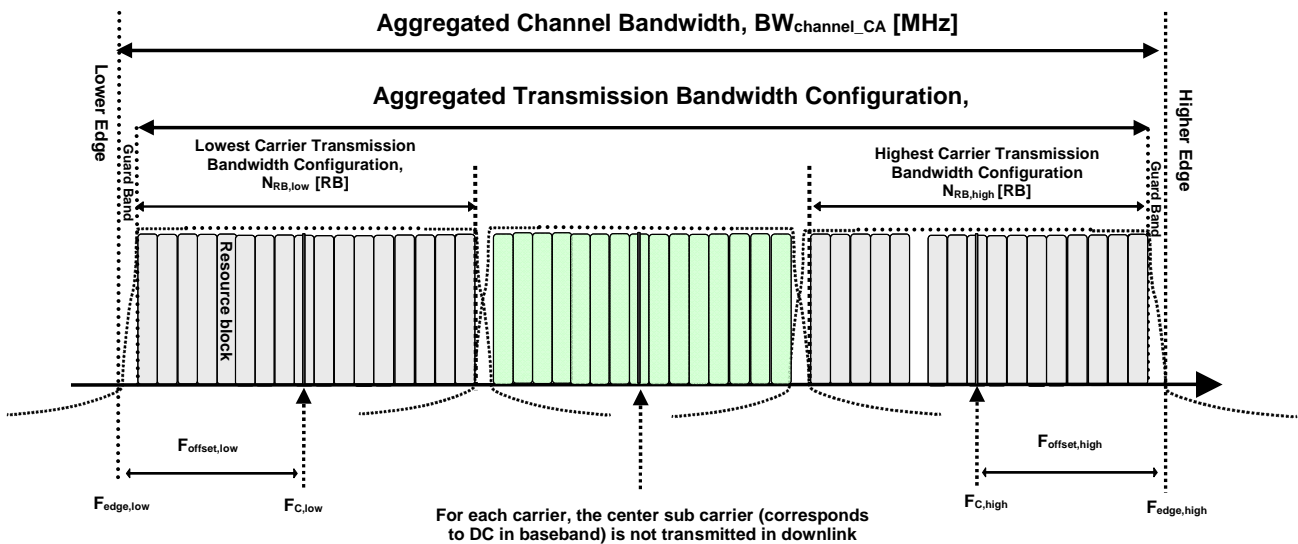 Aggregated Channel Bandwidth, BWchannel_CA [MHz]
Aggregated Transmission Bandwidth Configuration,
Lower Edge
Higher Edge
Guard Band
Guard Band
Lowest Carrier Transmission
Bandwidth Configuration,
NRB,low [RB]
Highest Carrier Transmission
Bandwidth Configuration
NRB,high [RB]
Resource block
Foffset,low
Foffset,high
Fedge,low
FC,low
FC,high
Fedge,high
For each carrier, the center sub carrier (corresponds
to DC in baseband) is not transmitted in downlink